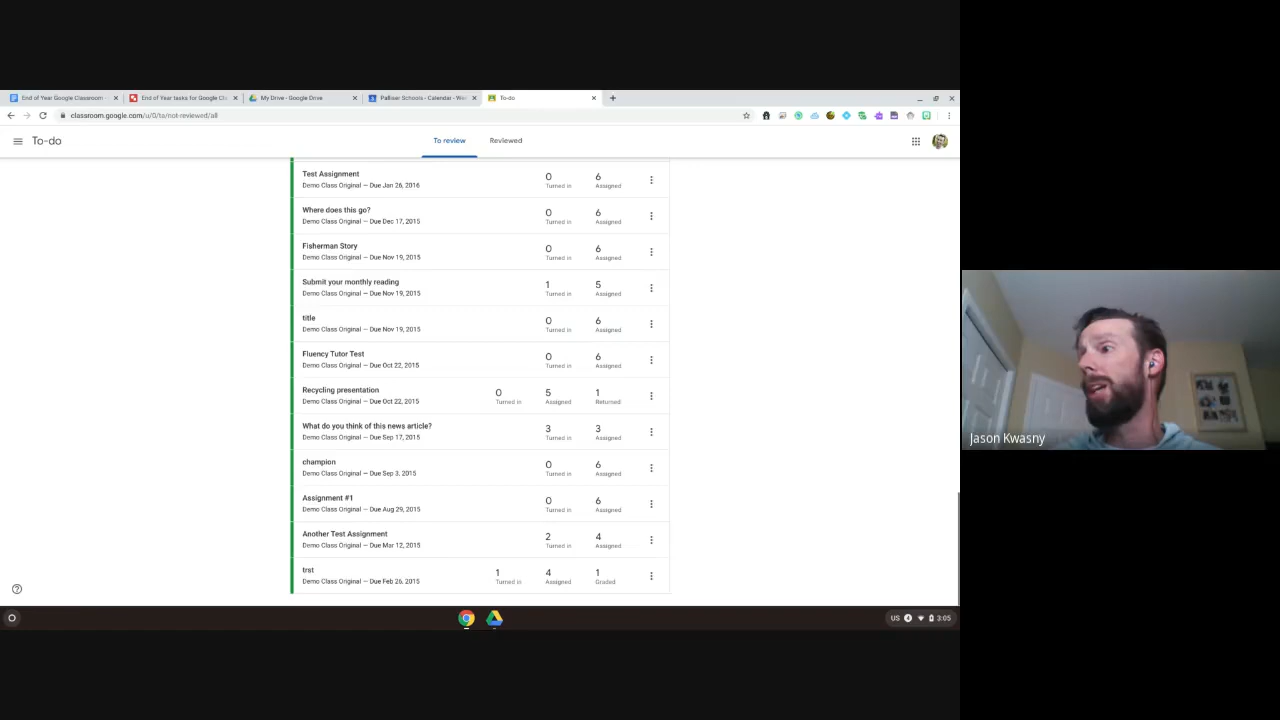 End of Year Google Classroom
End of Year tasks for Google Cl
My Drive - Google Drive
Palliser Schools - Calendar - We
To-do
classroom.google.com/u/0/ta/not-reviewed/all
To-do
To review
Reviewed
Test Assignment
Demo Class Original – Due Jan 26, 2016
0 6
Turned in Assigned
Where does this go?
Demo Class Original – Due Dec 17, 2015
0 6
Turned in Assigned
Fisherman Story
Demo Class Original – Due Nov 19, 2015
0 6
Turned in Assigned
Submit your monthly reading
Demo Class Original – Due Nov 19, 2015
1 5
Turned in Assigned
title
Demo Class Original – Due Nov 19, 2015
0 6
Turned in Assigned
Fluency Tutor Test
Demo Class Original – Due Oct 22, 2015
0 6
Turned in Assigned
Recycling presentation
Demo Class Original – Due Oct 22, 2015
0 5 1
Turned in Assigned Returned
What do you think of this news article?
Demo Class Original – Due Sep 17, 2015
3 3
Turned in Assigned
champion
Demo Class Original – Due Sep 3, 2015
0 6
Turned in Assigned
Assignment #1
Demo Class Original – Due Aug 29, 2015
0 6
Turned in Assigned
Another Test Assignment
Demo Class Original – Due Mar 12, 2015
2 4
Turned in Assigned
trst
Demo Class Original – Due Feb 26, 2015
1 4 1
Turned in Assigned Graded
US 3:05
Jason Kwasny